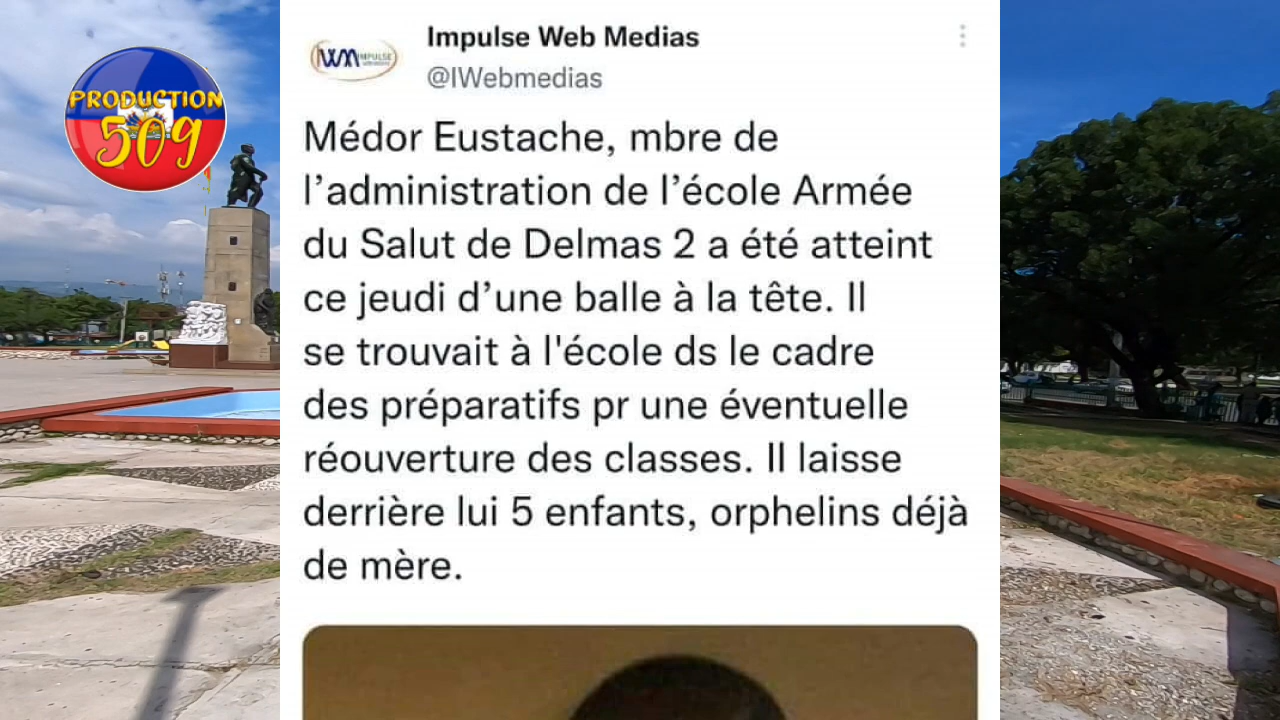 PRODUCTION
509
IWM IMPULSE
Impulse Web Medias
@IWebmedias
Médor Eustache, mbre de
l’administration de l’école Armée
du Salut de Delmas 2 a été atteint
ce jeudi d’une balle à la tête. Il
se trouvait à l'école ds le cadre
des préparatifs pr une éventuelle
réouverture des classes. Il laisse
derrière lui 5 enfants, orphelins déjà
de mère.